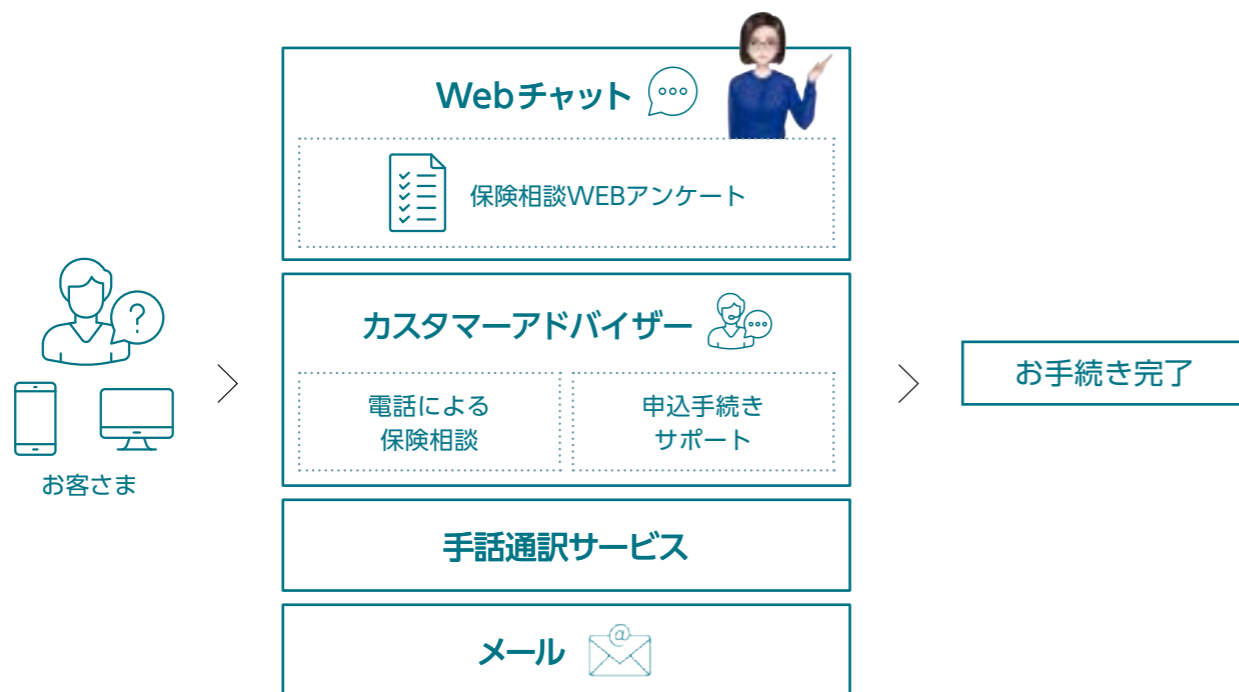 Webチャット
保険相談WEBアンケート
?
お客さま
カスタマーアドバイザー
電話による
保険相談
申込手続き
サポート
手話通訳サービス
メール
@
お手続き完了